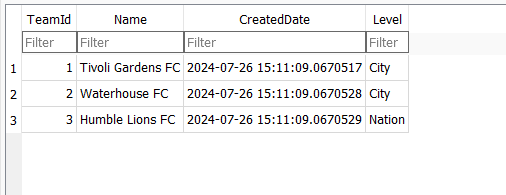 TeamId Name CreatedDate Level
Filter Filter Filter Filter
1 1 Tivoli Gardens FC 2024-07-26 15:11:09.0670517 City
2 2 Waterhouse FC 2024-07-26 15:11:09.0670528 City
3 3 Humble Lions FC 2024-07-26 15:11:09.0670529 Nation